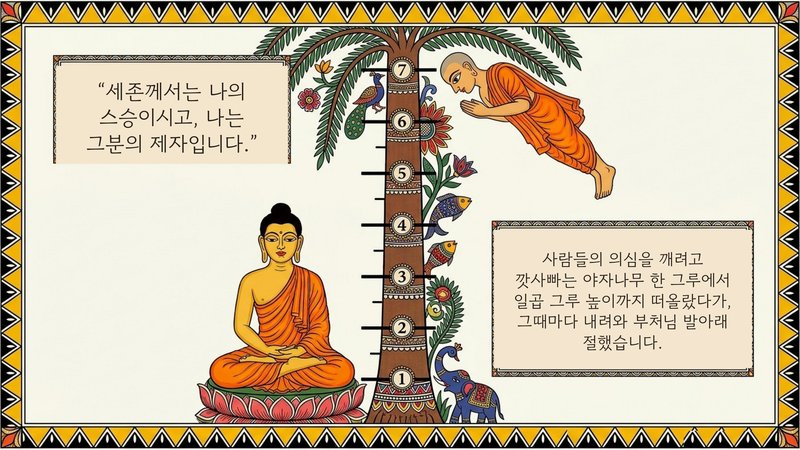 “세존께서는 나의
스승이시고, 나는
그분의 제자입니다.”
7
6
5
4
3
2
1
사람들의 의심을 깨려고
깟사빠는 야자나무 한 그루에서
일곱 그루 높이까지 떠올랐다가,
그때마다 내려와 부처님 발아래
절했습니다.